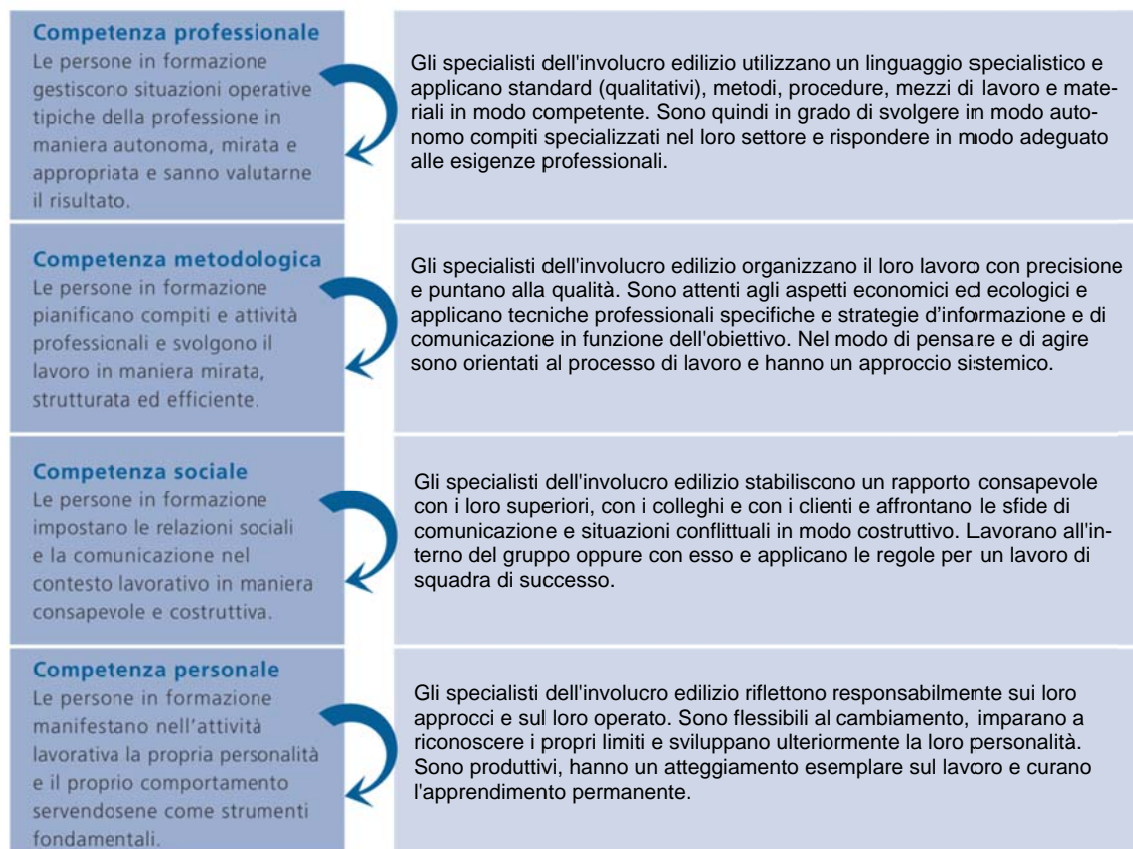 Competenza professionale
Le persone in formazione
gestiscono situazioni operative
tipiche della professione in
maniera autonoma, mirata e
appropriata e sanno valutarne
il risultato.
Gli specialisti dell'involucro edilizio utilizzano un linguaggio specialistico e
applicano standard (qualitativi), metodi, procedure, mezzi di lavoro e mate-
riali in modo competente. Sono quindi in grado di svolgere in modo auto-
nomo compiti specializzati nel loro settore e rispondere in modo adeguato
alle esigenze professionali.
Competenza metodologica
Le persone in formazione
pianificano compiti e attività
professionali e svolgono il
lavoro in maniera mirata,
strutturata ed efficiente.
Gli specialisti dell'involucro edilizio organizzano il loro lavoro con precisione
e puntano alla qualità. Sono attenti agli aspetti economici ed ecologici e
applicano tecniche professionali specifiche e strategie d'informazione e di
comunicazione in funzione dell'obiettivo. Nel modo di pensare e di agire
sono orientati al processo di lavoro e hanno un approccio sistemico.
Competenza sociale
Le persone in formazione
impostano le relazioni sociali
e la comunicazione nel
contesto lavorativo in maniera
consapevole e costruttiva.
Gli specialisti dell'involucro edilizio stabiliscono un rapporto consapevole
con i loro superiori, con i colleghi e con i clienti e affrontano le sfide di
comunicazione e situazioni conflittuali in modo costruttivo. Lavorano all'in-
terno del gruppo oppure con esso e applicano le regole per un lavoro di
squadra di successo.
Competenza personale
Le persone in formazione
manifestano nell'attività
lavorativa la propria personalità
e il proprio comportamento
servendosene come strumenti
fondamentali.
Gli specialisti dell'involucro edilizio riflettono responsabilmente sui loro
approcci e sul loro operato. Sono flessibili al cambiamento, imparano a
riconoscere i propri limiti e sviluppano ulteriormente la loro personalità.
Sono produttivi, hanno un atteggiamento esemplare sul lavoro e curano
l'apprendimento permanente.